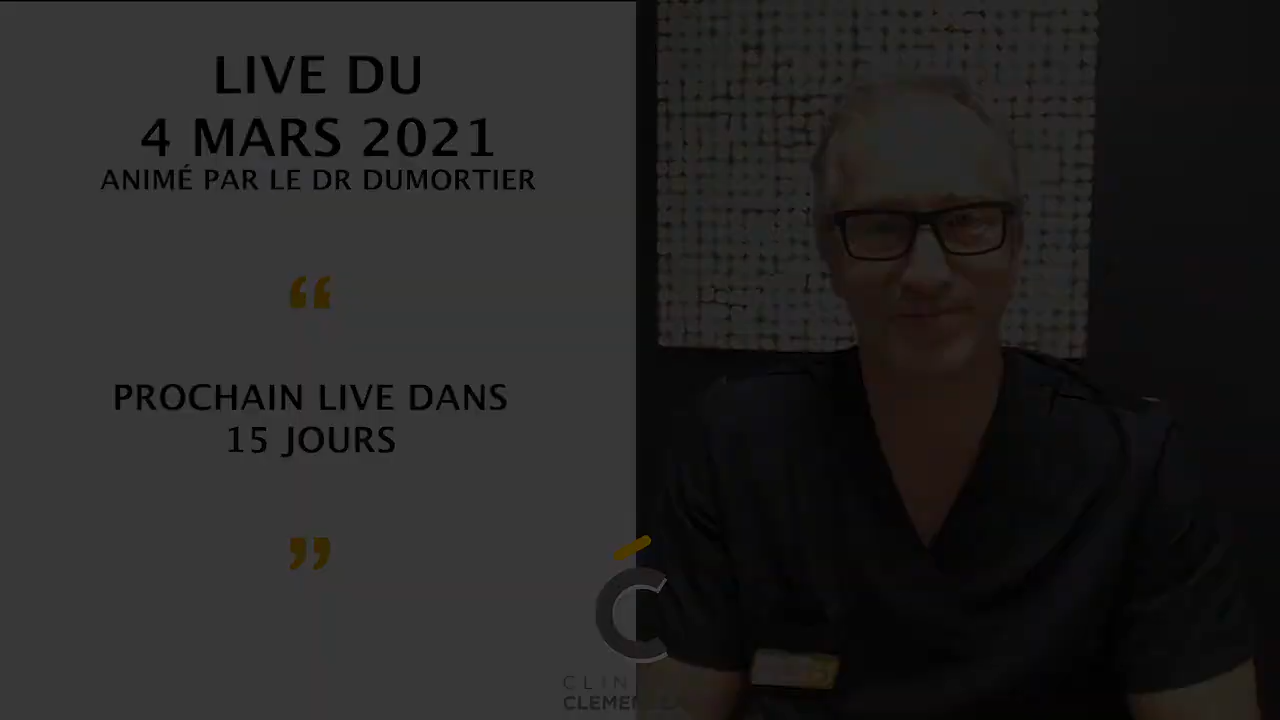 LIVE DU
4 MARS 2021
ANIMÉ PAR LE DR DUMORTIER
“
PROCHAIN LIVE DANS
15 JOURS
”